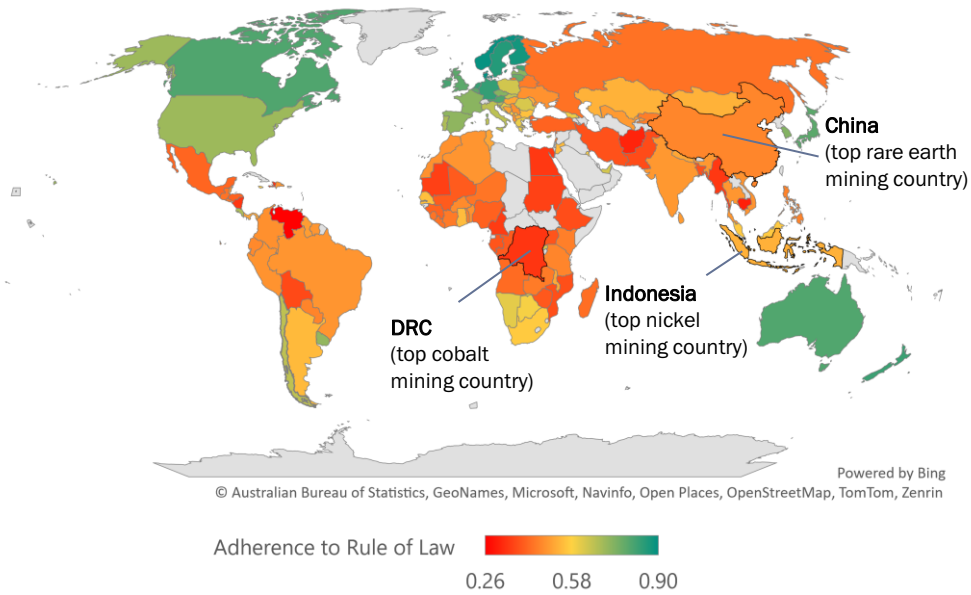 China
(top rare earth
mining country)
Indonesia
(top nickel
mining country)
DRC
(top cobalt
mining country)
Powered by Bing
© Australian Bureau of Statistics, GeoNames, Microsoft, Navinfo, Open Places, OpenStreetMap, TomTom, Zenrin
Adherence to Rule of Law
0.26 0.58 0.90